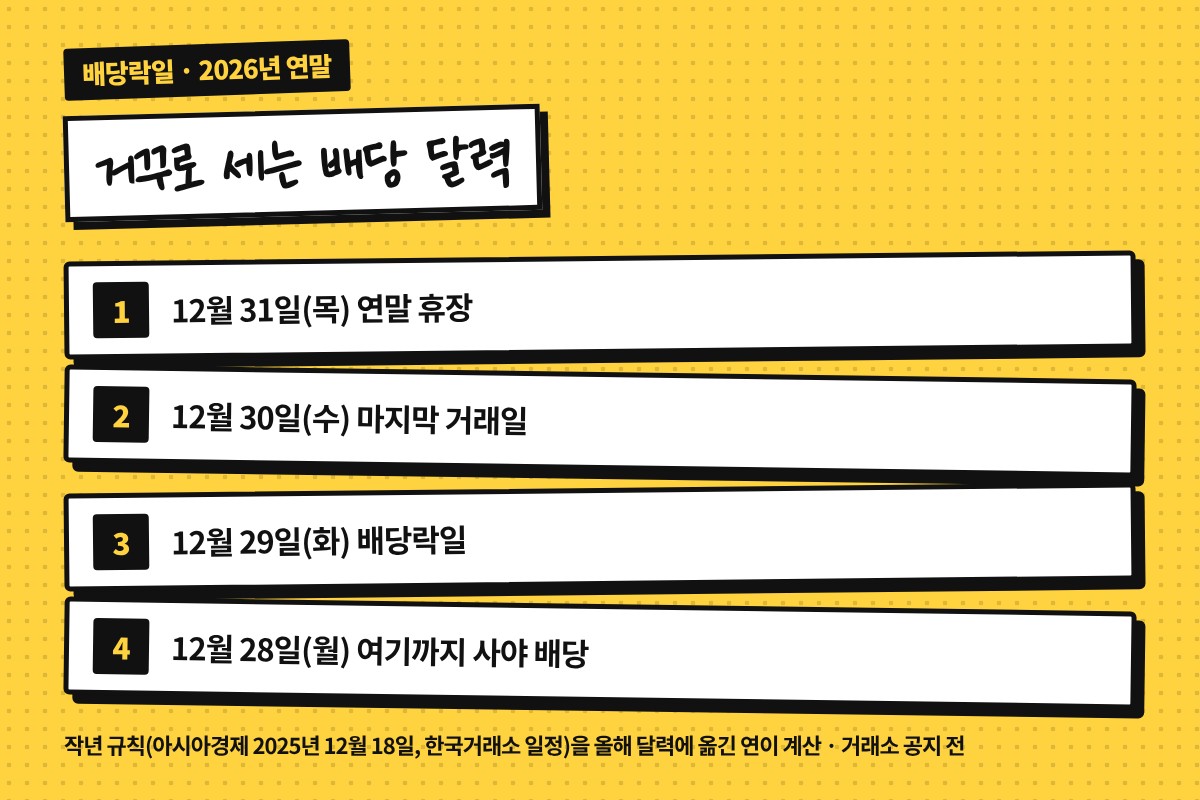 배당락일 · 2026년 연말
거꾸로 세는 배당 달력
1 12월 31일(목) 연말 휴장
2 12월 30일(수) 마지막 거래일
3 12월 29일(화) 배당락일
4 12월 28일(월) 여기까지 사야 배당
작년 규칙(아시아경제 2025년 12월 18일, 한국거래소 일정)을 올해 달력에 옮긴 연이 계산 · 거래소 공지 전